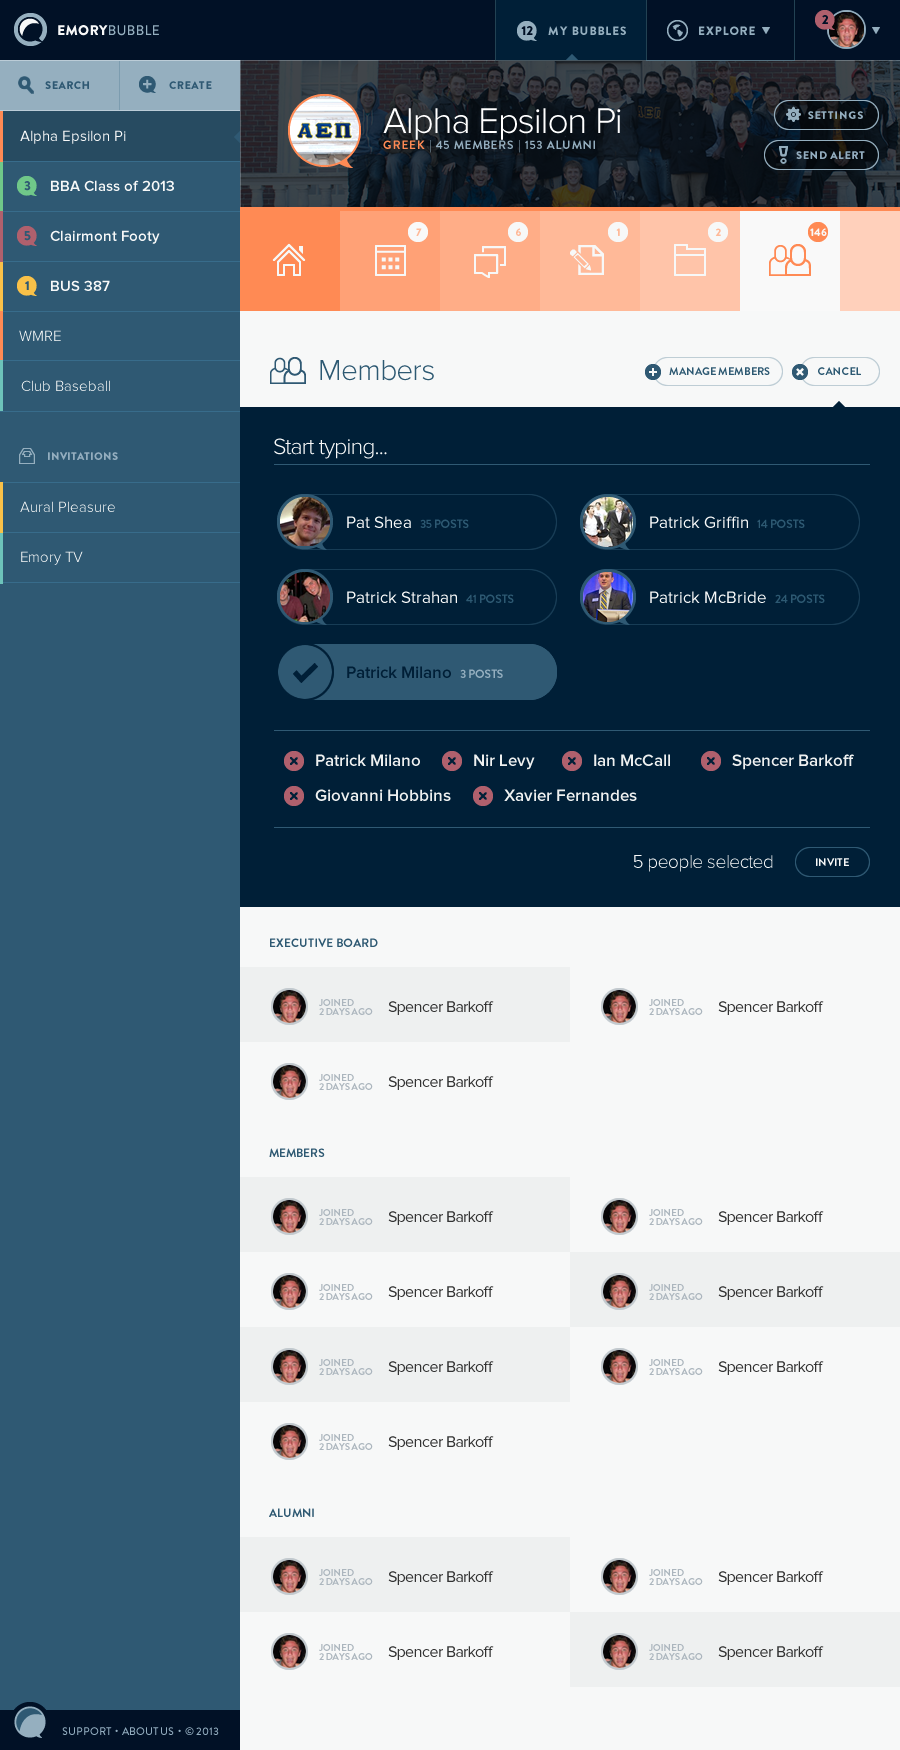 EMORYBUBBLE
12 MY BUBBLES
EXPLORE ▼
2 ▼
SEARCH
CREATE
Alpha Epsilon Pi
3 BBA Class of 2013
5 Clairmont Footy
1 BUS 387
WMRE
Club Baseball
INVITATIONS
Aural Pleasure
Emory TV
ΑΕΠ
Alpha Epsilon Pi
GREEK | 45 MEMBERS | 153 ALUMNI
SETTINGS
SEND ALERT
7
6
1
2
146
Members
MANAGE MEMBERS
CANCEL
Start typing...
Pat Shea 35 POSTS
Patrick Griffin 14 POSTS
Patrick Strahan 41 POSTS
Patrick McBride 24 POSTS
Patrick Milano 3 POSTS
Patrick Milano
Nir Levy
Ian McCall
Spencer Barkoff
Giovanni Hobbins
Xavier Fernandes
5 people selected
INVITE
EXECUTIVE BOARD
JOINED
2 DAYS AGO
Spencer Barkoff
JOINED
2 DAYS AGO
Spencer Barkoff
JOINED
2 DAYS AGO
Spencer Barkoff
MEMBERS
JOINED
2 DAYS AGO
Spencer Barkoff
JOINED
2 DAYS AGO
Spencer Barkoff
JOINED
2 DAYS AGO
Spencer Barkoff
JOINED
2 DAYS AGO
Spencer Barkoff
JOINED
2 DAYS AGO
Spencer Barkoff
JOINED
2 DAYS AGO
Spencer Barkoff
JOINED
2 DAYS AGO
Spencer Barkoff
ALUMNI
JOINED
2 DAYS AGO
Spencer Barkoff
JOINED
2 DAYS AGO
Spencer Barkoff
JOINED
2 DAYS AGO
Spencer Barkoff
JOINED
2 DAYS AGO
Spencer Barkoff
SUPPORT • ABOUT US • © 2013